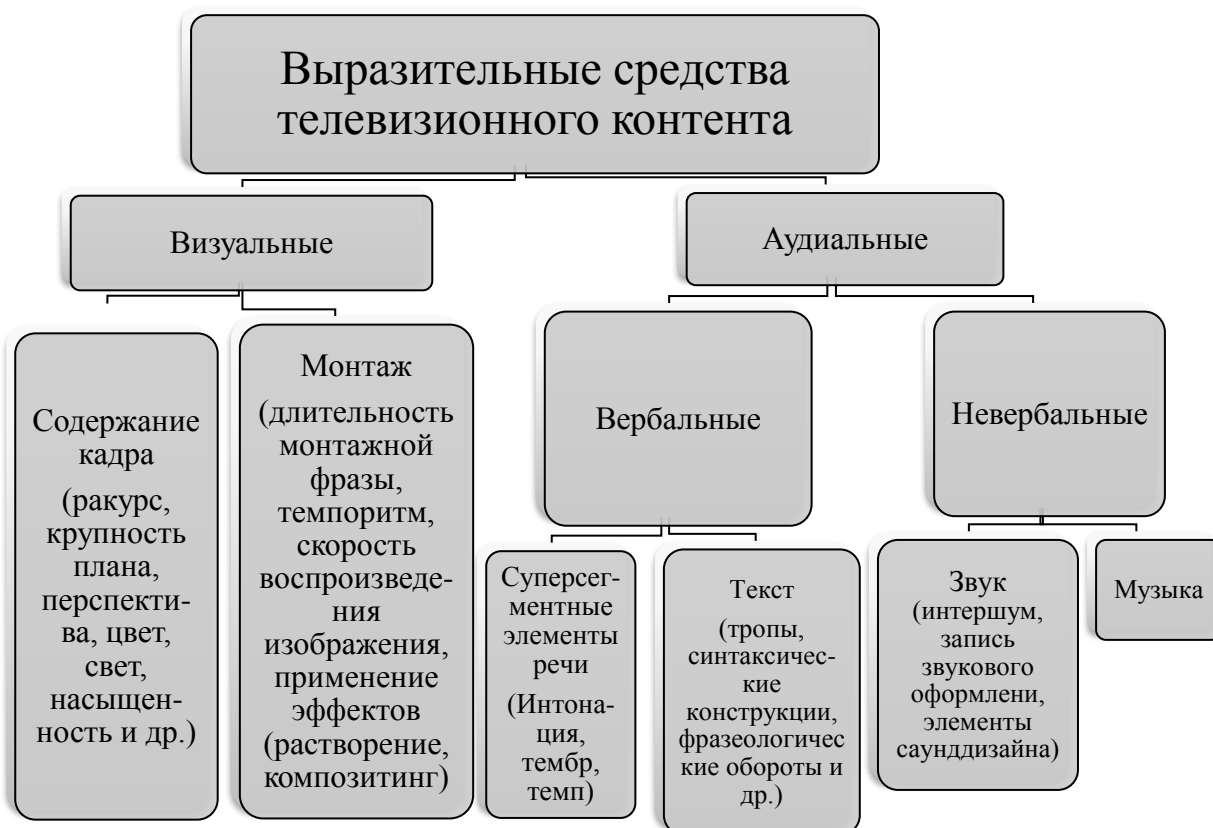 Выразительные средства
телевизионного контента
Визуальные
Аудиальные
Содержание
кадра
(ракурс,
крупность
плана,
перспекти-
ва, цвет,
свет,
насыщен-
ность и др.)
Монтаж
(длительность
монтажной
фразы,
темпоритм,
скорость
воспроизведе-
ния
изображения,
применение
эффектов
(растворение,
композитинг)
Вербальные
Невербальные
Суперсег-
ментные
элементы
речи
(Интона-
ция,
тембр,
темп)
Текст
(тропы,
синтаксичес-
кие
конструкции,
фразеологичес
кие обороты и
др.)
Звук
(интершум,
запись
звукового
оформлени,
элементы
саунддизайна)
Музыка